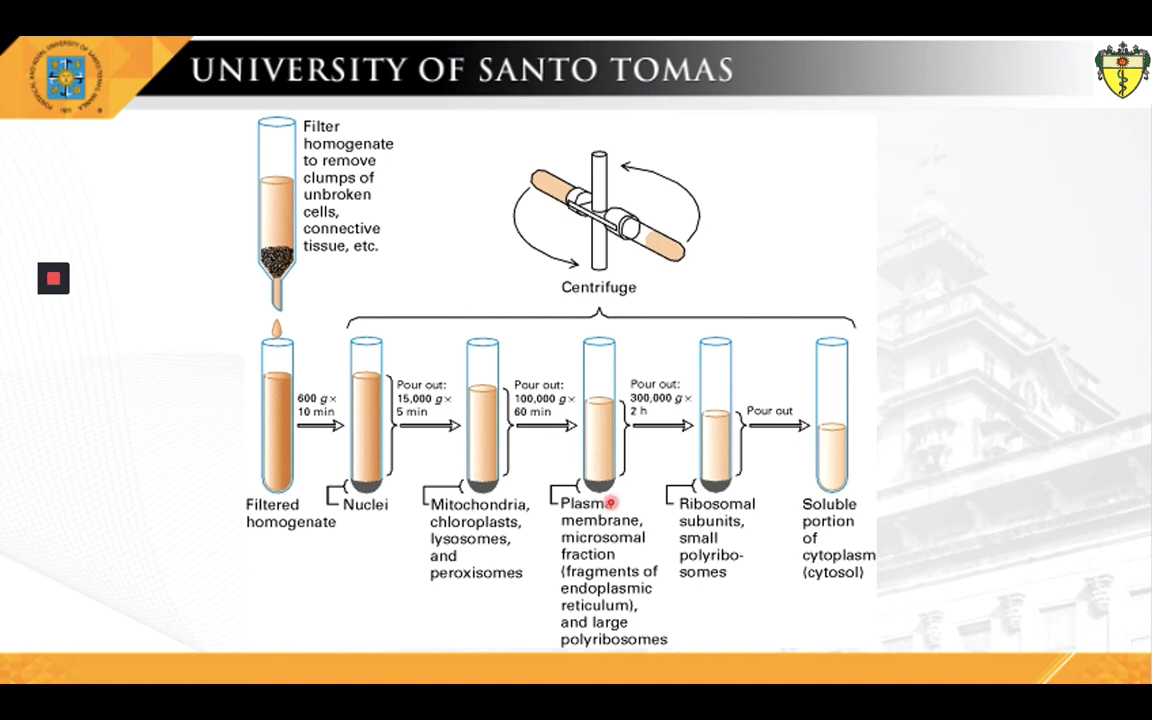 UNIVERSITY OF SANTO TOMAS
Filter
homogenate
to remove
clumps of
unbroken
cells,
connective
tissue, etc.
Centrifuge
600 g×
10 min
Pour out:
15,000 g×
5 min
Pour out:
100,000 g×
60 min
Pour out:
300,000 g×
2 h
Pour out
Filtered
homogenate
Nuclei
Mitochondria,
chloroplasts,
lysosomes,
and
peroxisomes
Plasma
membrane,
microsomal
fraction
(fragments of
endoplasmic
reticulum),
and large
polyribosomes
Ribosomal
subunits,
small
polyribo-
somes
Soluble
portion
of
cytoplasm
(cytosol)